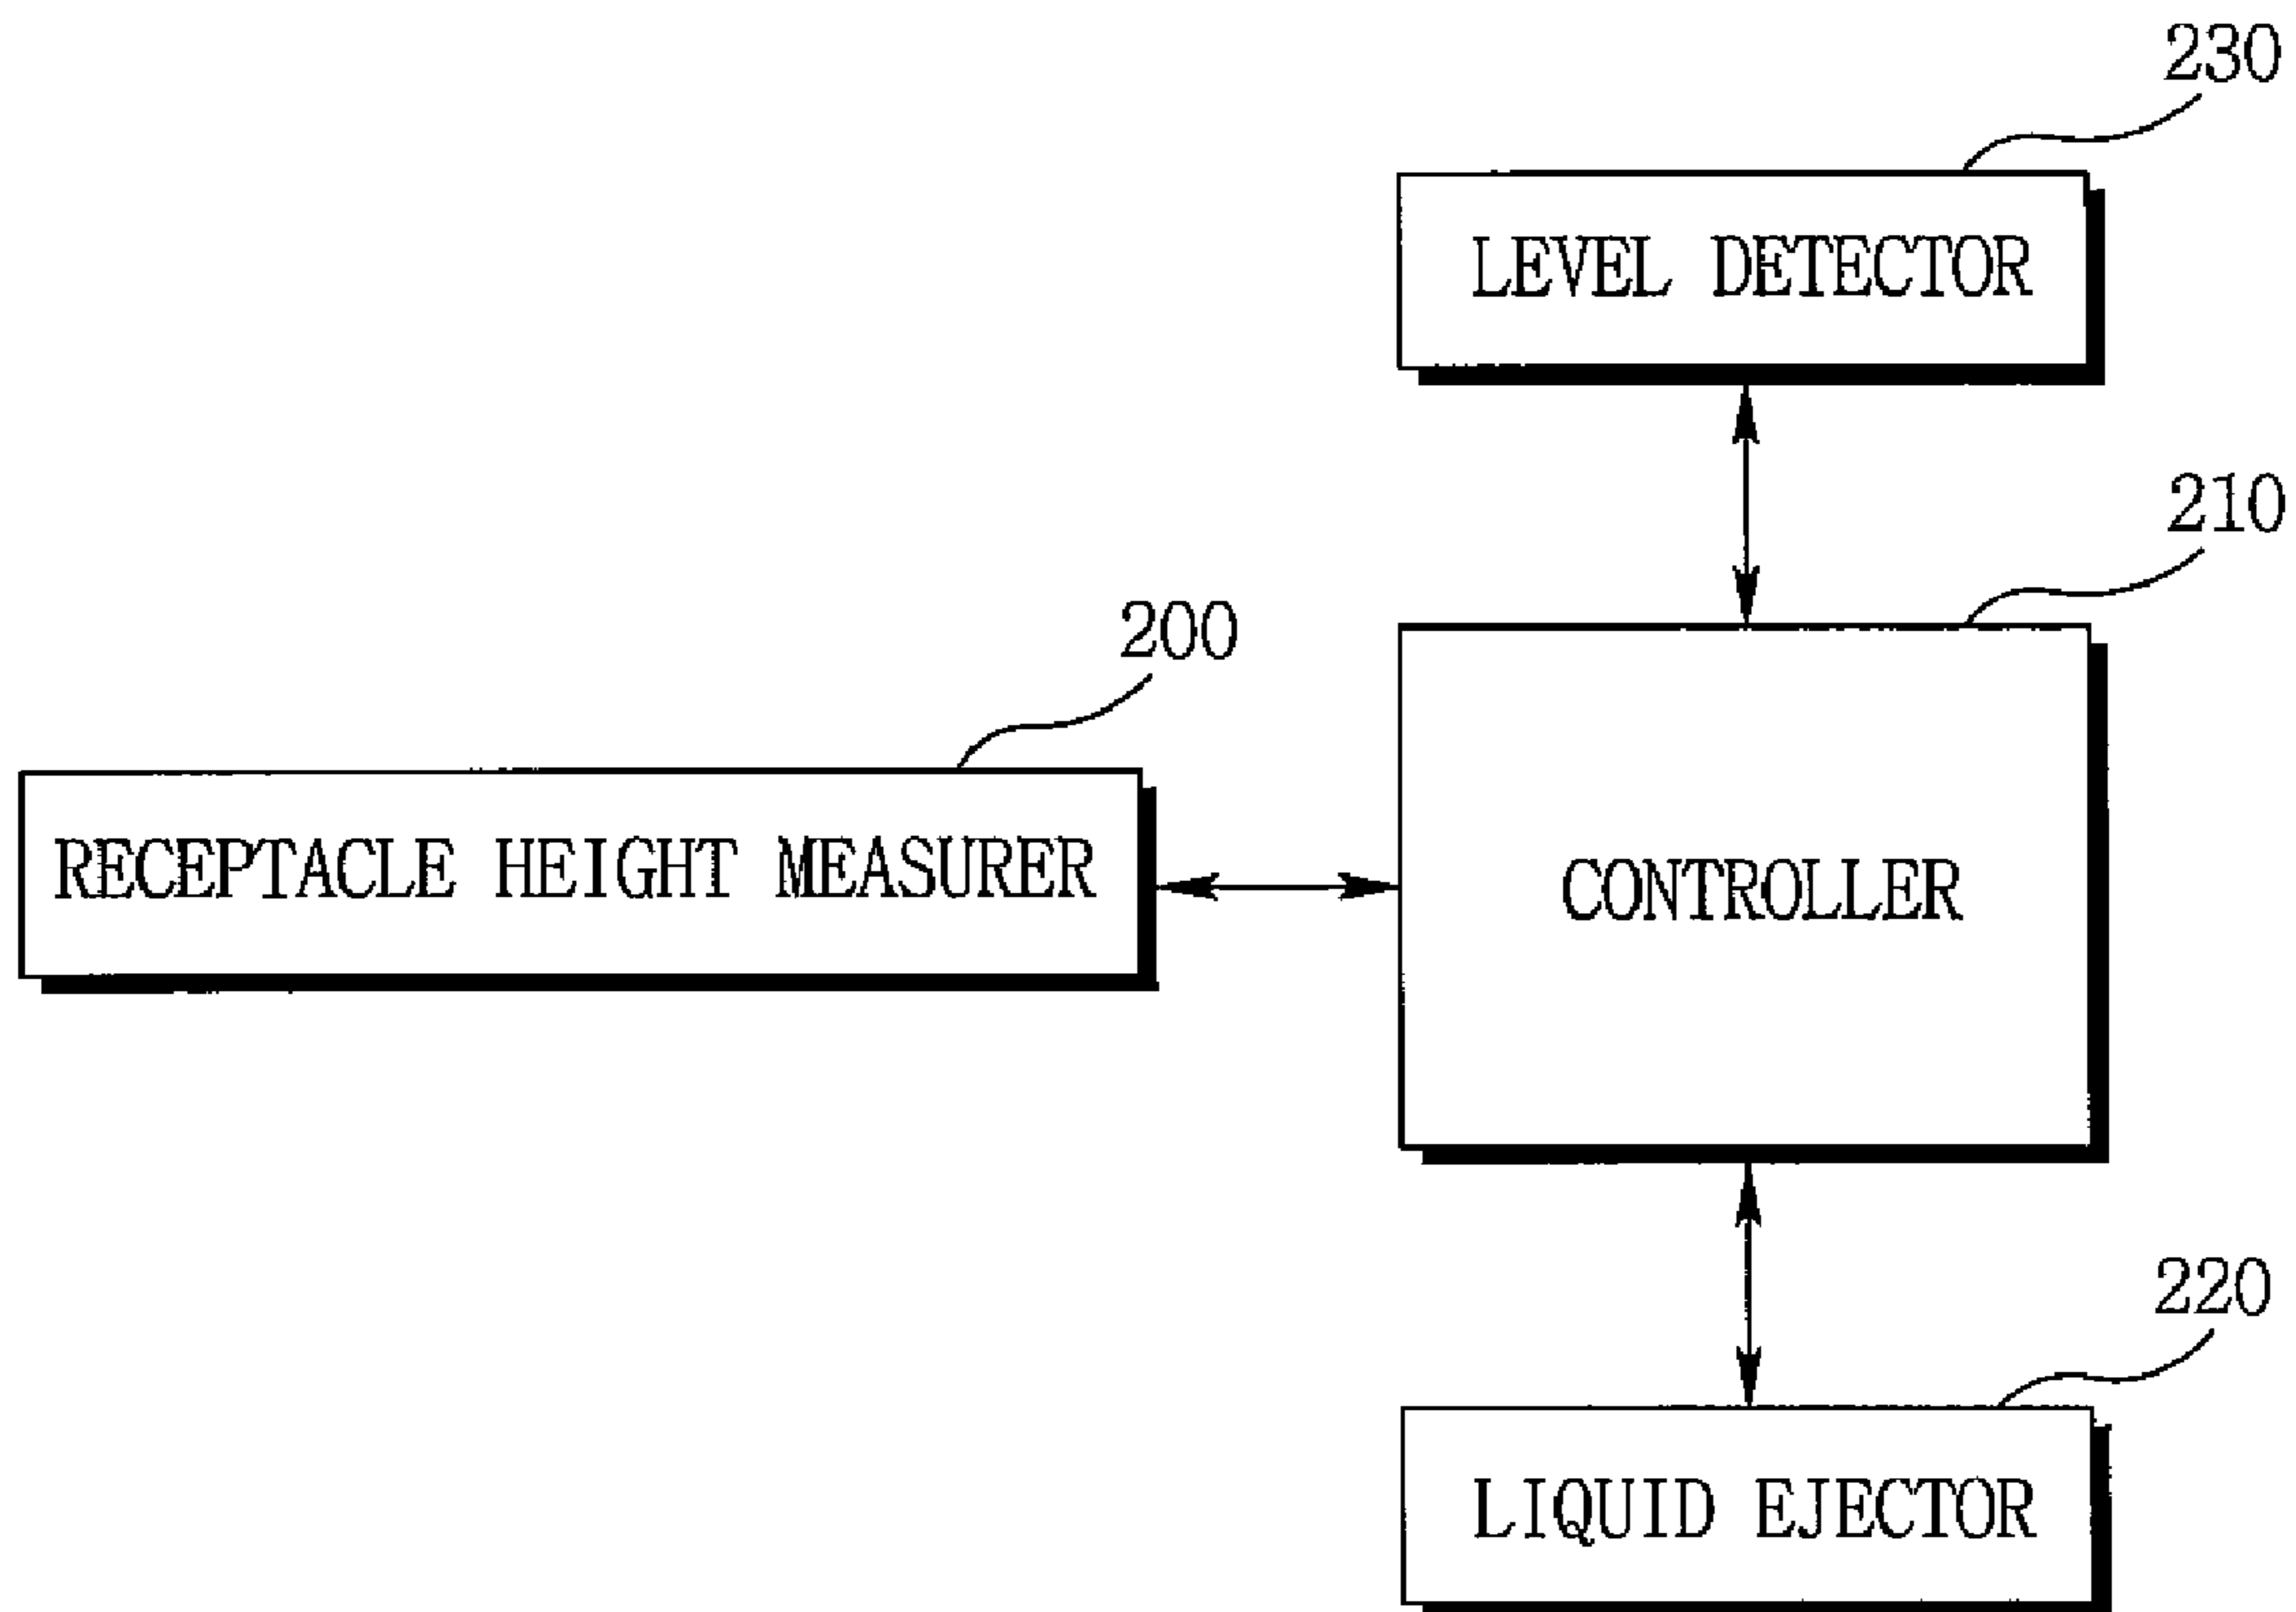 230
LEVEL DETECTOR
210
200
RECEPTACLE HEIGHT MEASURER
CONTROLLER
220
LIQUID EJECTOR